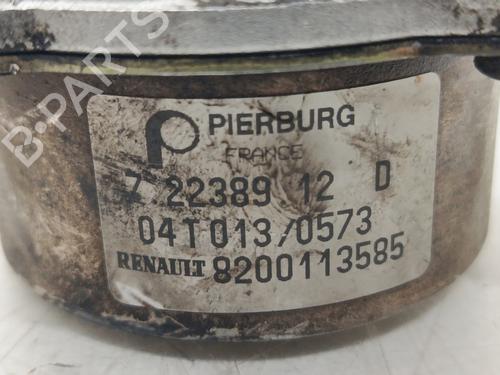 B-PARTS
PIERBURG
FRANCE
7 22389 12 D
04T013/0573
RENAULT 8200113585